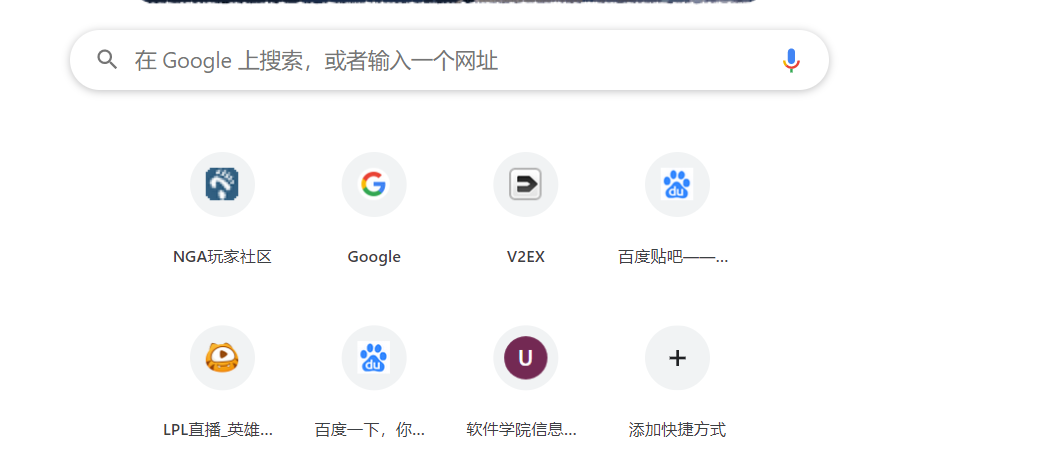 在 Google 上搜索，或者输入一个网址
NGA玩家社区
Google
V2EX
du
百度贴吧——...
LPL直播_英雄...
du
百度一下，你...
U
软件学院信息...
添加快捷方式